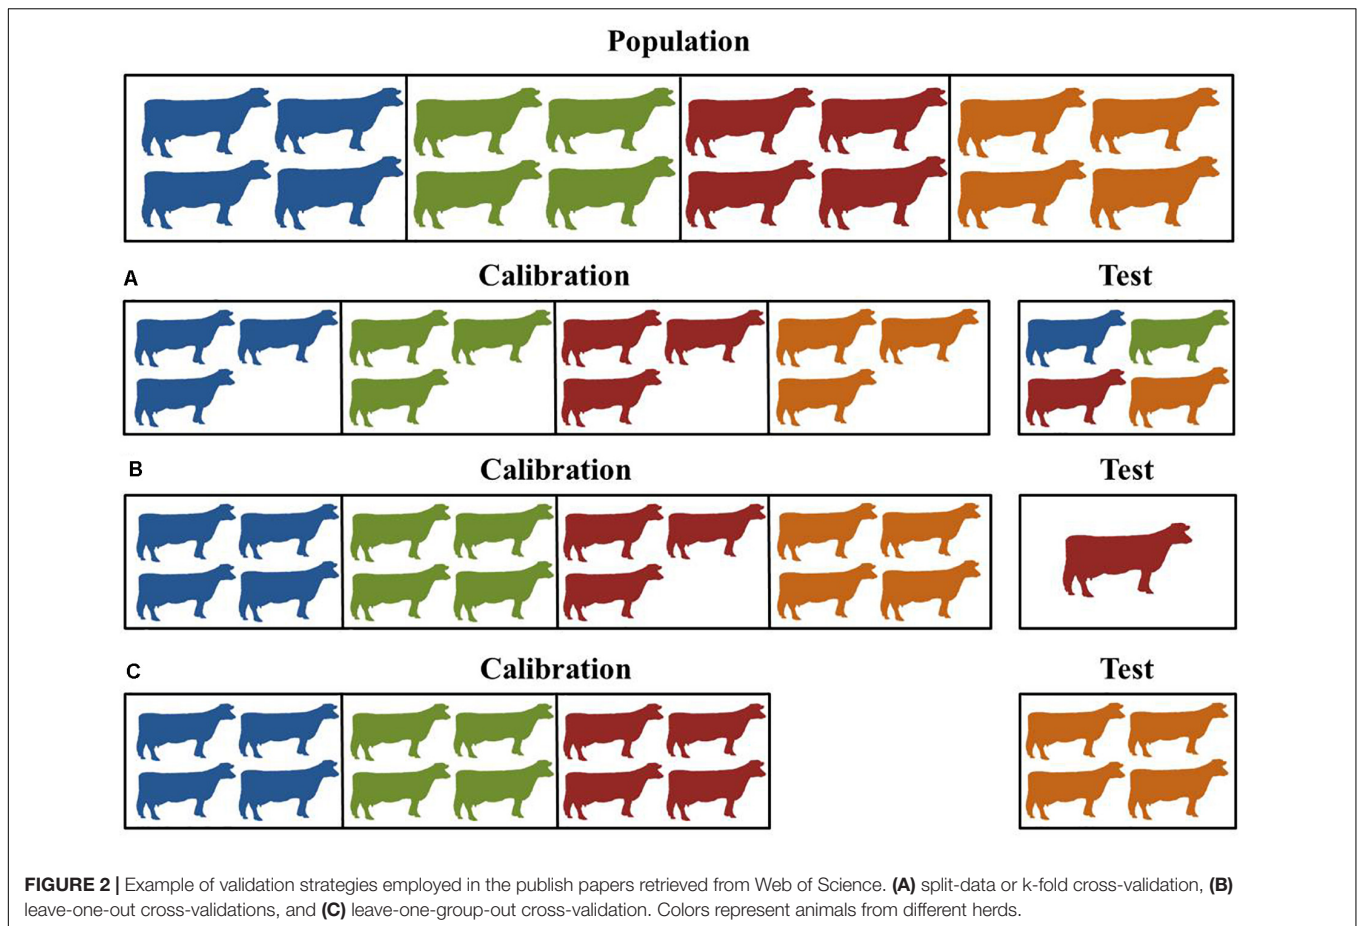 Population
A Calibration Test
B Calibration Test
C Calibration Test
FIGURE 2 | Example of validation strategies employed in the publish papers retrieved from Web of Science. (A) split-data or k-fold cross-validation, (B)
leave-one-out cross-validations, and (C) leave-one-group-out cross-validation. Colors represent animals from different herds.